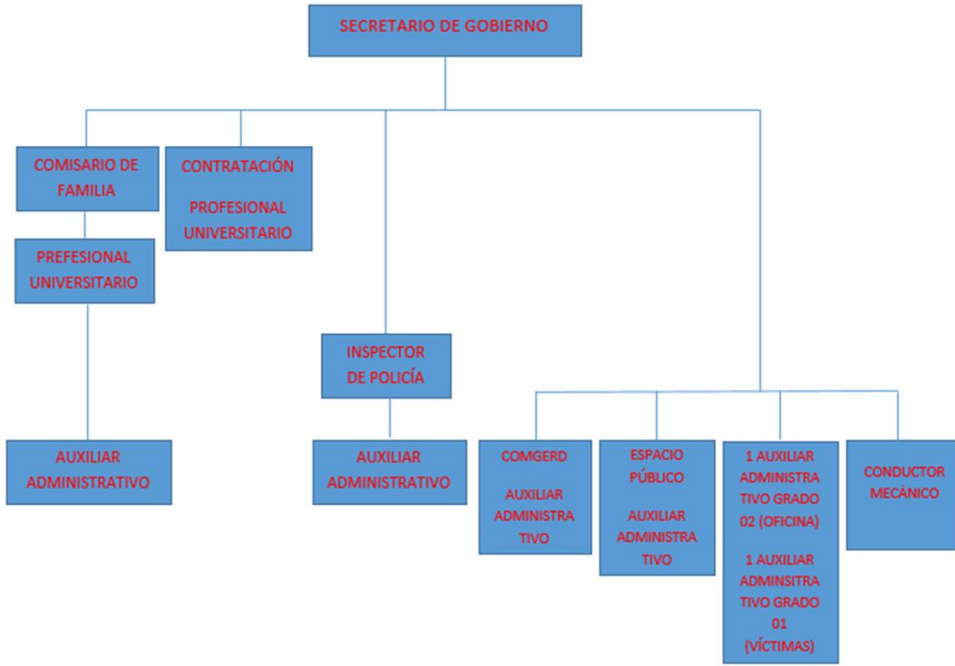 SECRETARIO DE GOBIERNO
COMISARIO DE
FAMILIA
CONTRATACIÓN
PROFESIONAL
UNIVERSITARIO
PREFESIONAL
UNIVERSITARIO
INSPECTOR
DE POLICÍA
AUXILIAR
ADMINISTRATIVO
AUXILIAR
ADMINISTRATIVO
COMGERD
AUXILIAR
ADMINISTRA
TIVO
ESPACIO
PÚBLICO
AUXILIAR
ADMINISTRA
TIVO
1 AUXILIAR
ADMINISTRA
TIVO GRADO
02 (OFICINA)
1 AUXILIAR
ADMINSITRA
TIVO GRADO
01
(VÍCTIMAS)
CONDUCTOR
MECÀNICO